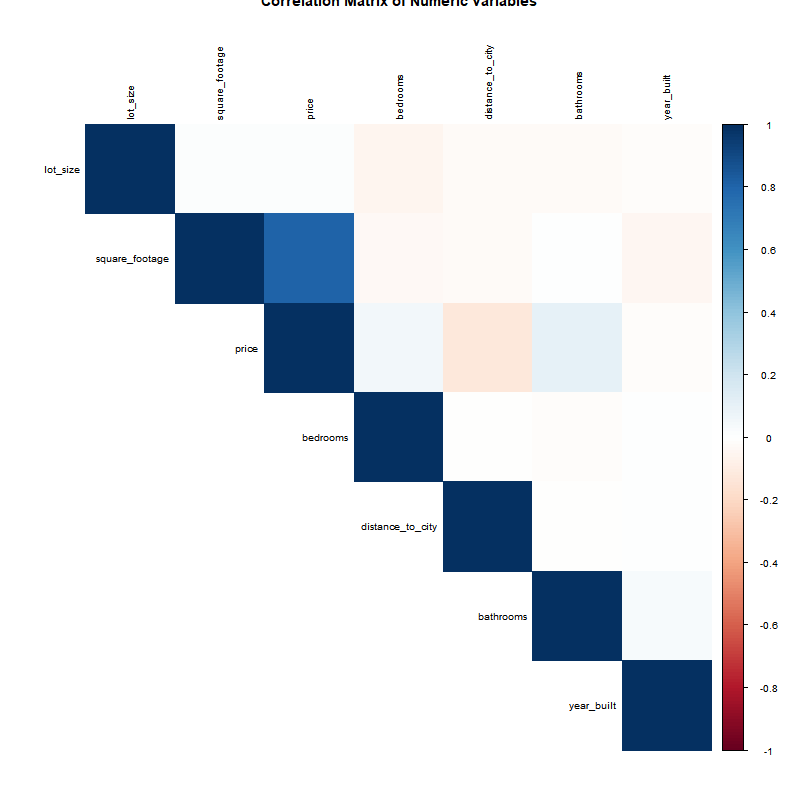 Correlation Matrix of Numeric Variables
lot_size
square_footage
price
bedrooms
distance_to_city
bathrooms
year_built
lot_size
square_footage
price
bedrooms
distance_to_city
bathrooms
year_built
1
0.8
0.6
0.4
0.2
0
-0.2
-0.4
-0.6
-0.8
-1